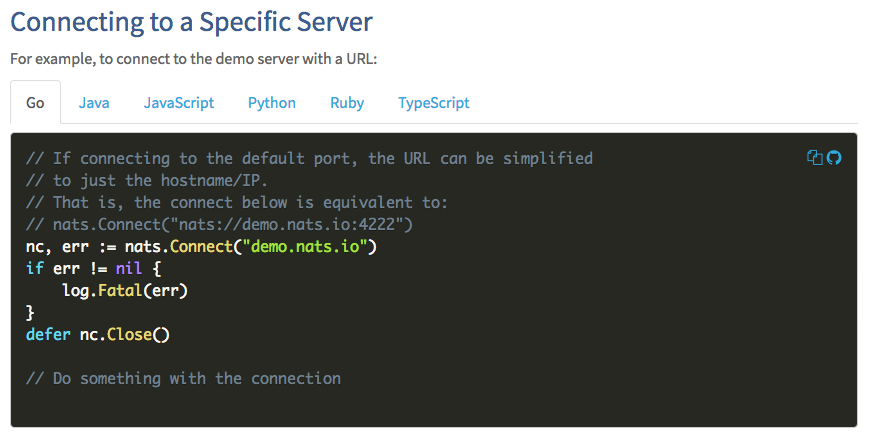 Connecting to a Specific Server
For example, to connect to the demo server with a URL:
Go Java JavaScript Python Ruby TypeScript
// If connecting to the default port, the URL can be simplified
// to just the hostname/IP.
// That is, the connect below is equivalent to:
// nats.Connect("nats://demo.nats.io:4222")
nc, err := nats.Connect("demo.nats.io")
if err != nil {
    log.Fatal(err)
}
defer nc.Close()
// Do something with the connection